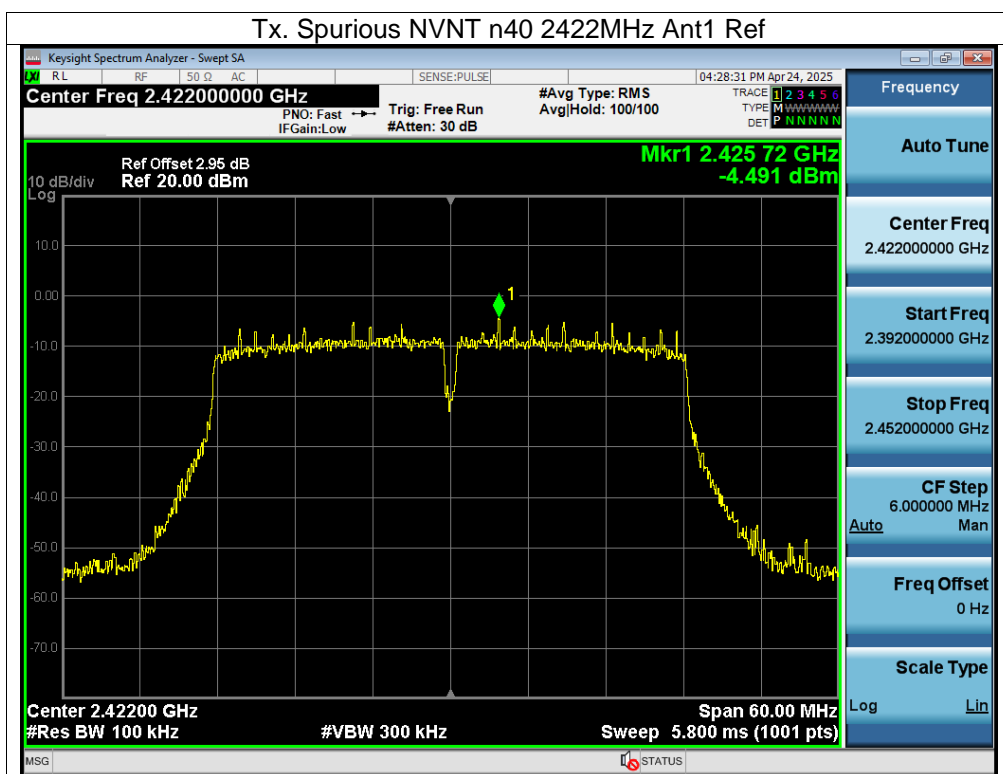 Tx. Spurious NVNT n40 2422MHz Ant1 Ref
Keysight Spectrum Analyzer - Swept SA
LXI RL RF 50 Ω AC SENSE:PULSE 04:28:31 PM Apr 24, 2025
Center Freq 2.422000000 GHz #Avg Type: RMS TRACE 1 2 3 4 5 6
PNO: Fast Trig: Free Run Avg|Hold: 100/100 TYPE M WWWWW
IFGain:Low #Atten: 30 dB DET P N N N N N
Mkr1 2.425 72 GHz
-4.491 dBm
Ref Offset 2.95 dB
10 dB/div Ref 20.00 dBm
Log
10.0
0.00
-10.0
-20.0
-30.0
-40.0
-50.0
-60.0
-70.0
1
Center 2.42200 GHz Span 60.00 MHz
#Res BW 100 kHz #VBW 300 kHz Sweep 5.800 ms (1001 pts)
MSG STATUS
Frequency
Auto Tune
Center Freq
2.422000000 GHz
Start Freq
2.392000000 GHz
Stop Freq
2.452000000 GHz
CF Step
6.000000 MHz
Auto Man
Freq Offset
0 Hz
Scale Type
Log Lin